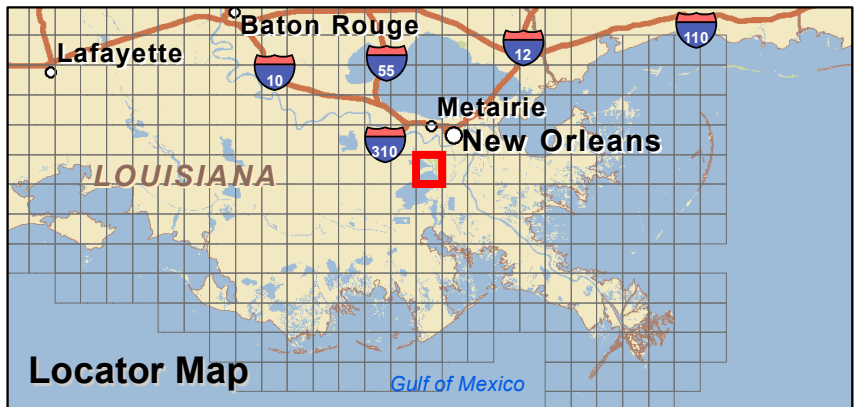 Baton Rouge
110
Lafayette
12
55
10
Metairie
New Orleans
310
LOUISIANA
Locator Map
Gulf of Mexico